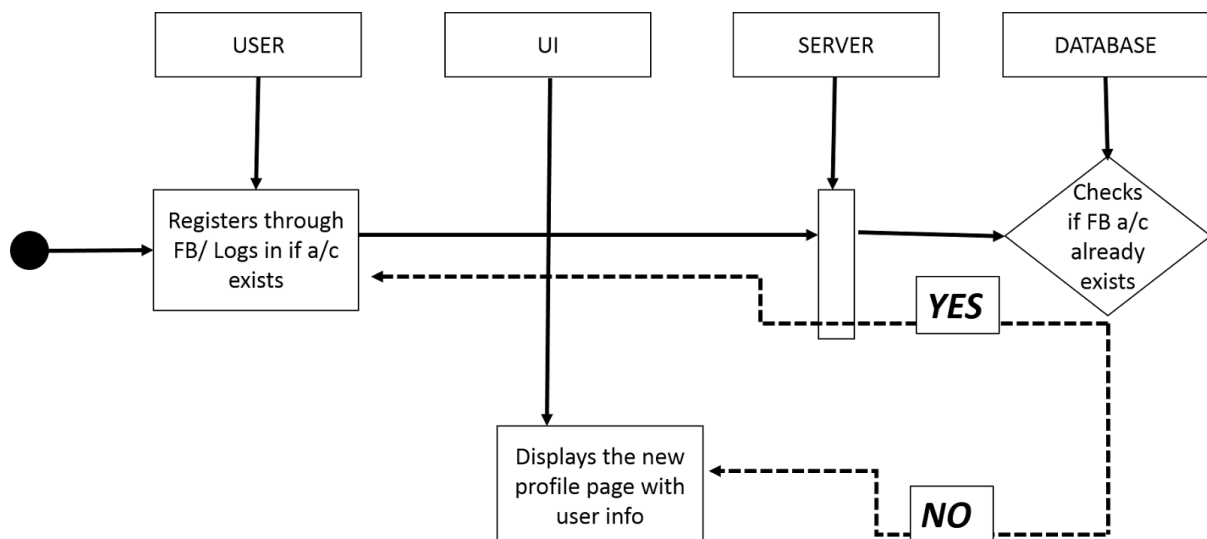 USER
UI
SERVER
DATABASE
Registers through
FB/ Logs in if a/c
exists
Checks
if FB a/c
already
exists
YES
Displays the new
profile page with
user info
NO